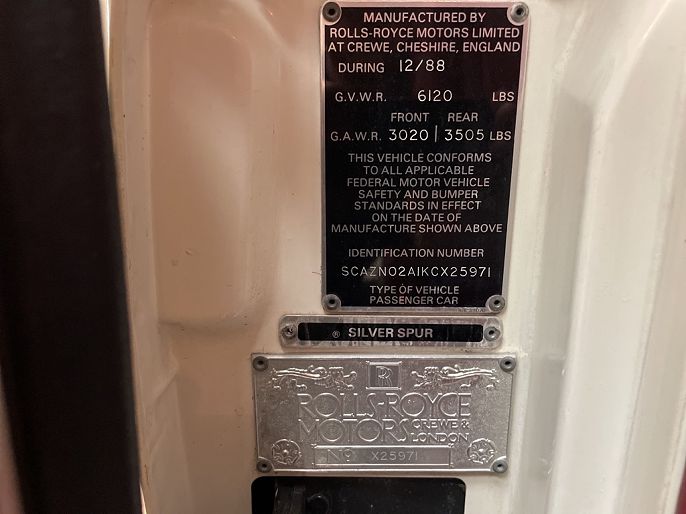 MANUFACTURED BY
ROLLS-ROYCE MOTORS LIMITED
AT CREWE, CHESHIRE, ENGLAND
DURING 12/88
G.V.W.R. 6120 LBS
FRONT REAR
G.A.W.R. 3020 | 3505 LBS
THIS VEHICLE CONFORMS
TO ALL APPLICABLE
FEDERAL MOTOR VEHICLE
SAFETY AND BUMPER
STANDARDS IN EFFECT
ON THE DATE OF
MANUFACTURE SHOWN ABOVE
IDENTIFICATION NUMBER
SCAZN02A1KCX25971
TYPE OF VEHICLE
PASSENGER CAR
® SILVER SPUR
RR
ROLLS-ROYCE
MOTORS CREWE &
LONDON
No X25971